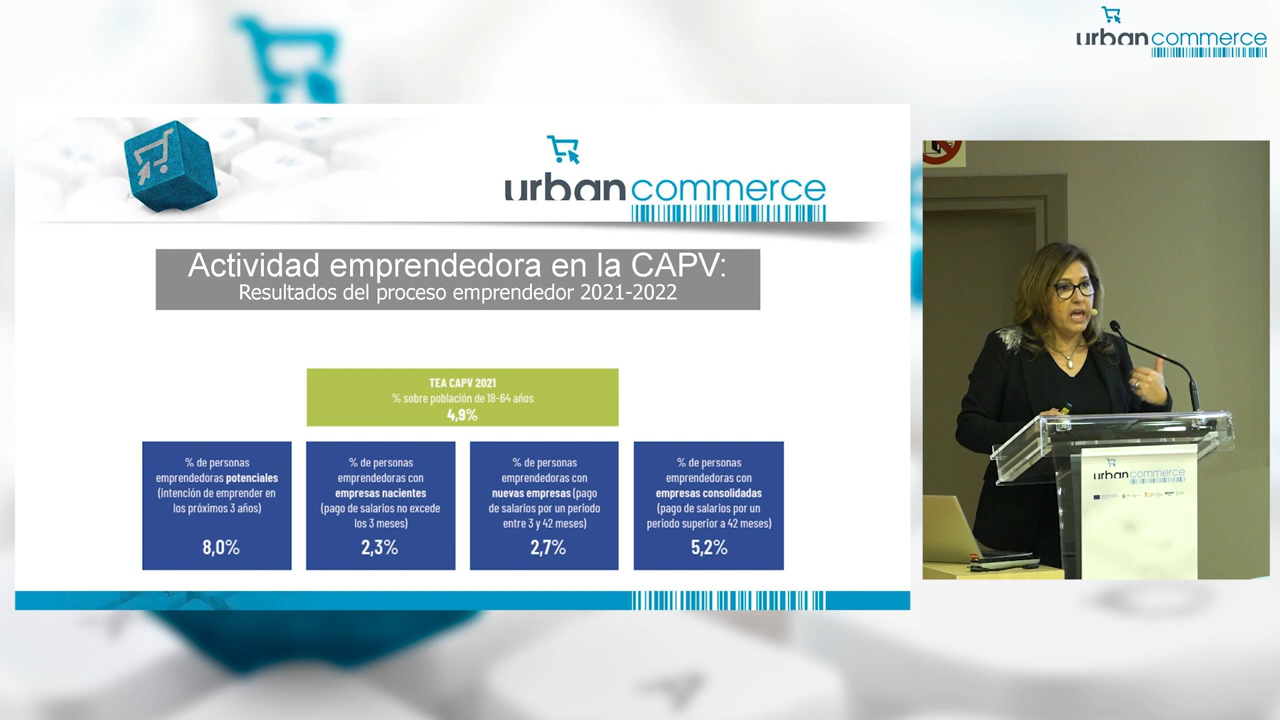 urbancommerce
urbancommerce
Actividad emprendedora en la CAPV:
Resultados del proceso emprendedor 2021-2022
TEA CAPV 2021
% sobre población de 18-64 años
4,9%
% de personas
emprendedoras potenciales
(intención de emprender en
los próximos 3 años)
8,0%
% de personas
emprendedoras con
empresas nacientes
(pago de salarios no excede
los 3 meses)
2,3%
% de personas
emprendedoras con
nuevas empresas (pago
de salarios por un periodo
entre 3 y 42 meses)
2,7%
% de personas
emprendedoras con
empresas consolidadas
(pago de salarios por un
periodo superior a 42 meses)
5,2%
urbancommerce